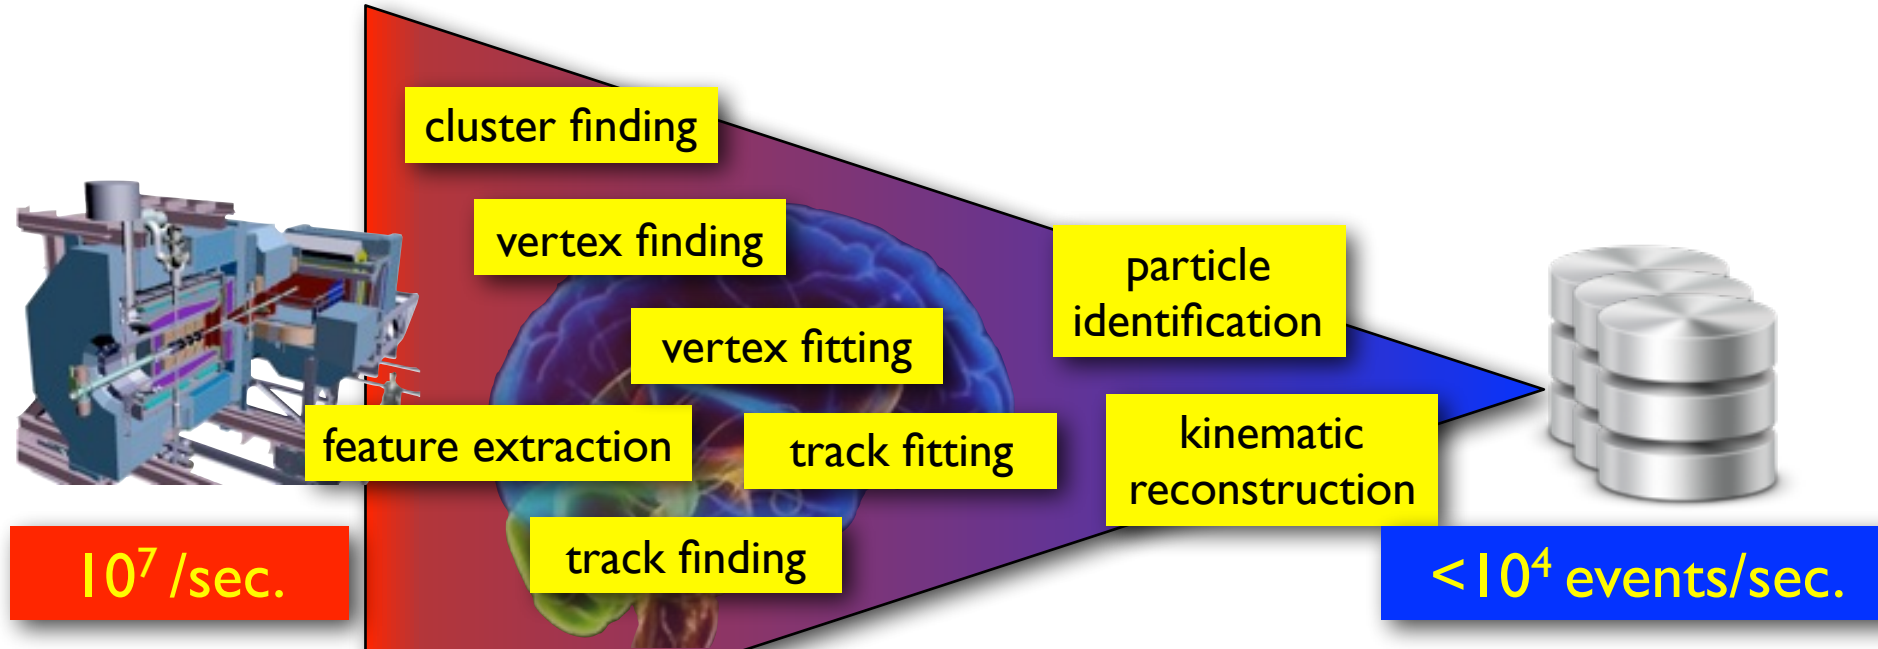 cluster finding
vertex finding
particle
identification
vertex fitting
feature extraction
track fitting
kinematic
reconstruction
track finding
10⁷ /sec.
<10⁴ events/sec.